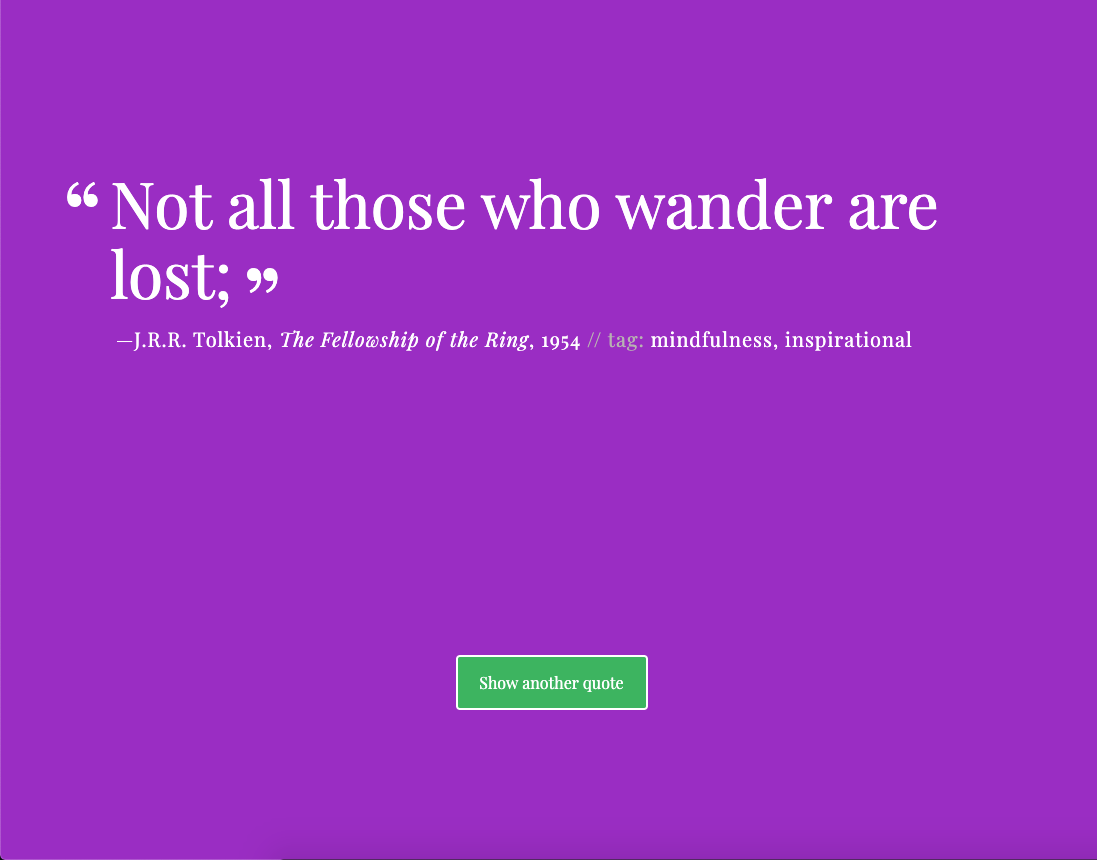 “ Not all those who wander are
lost; ”
—J.R.R. Tolkien, The Fellowship of the Ring, 1954 // tag: mindfulness, inspirational
Show another quote